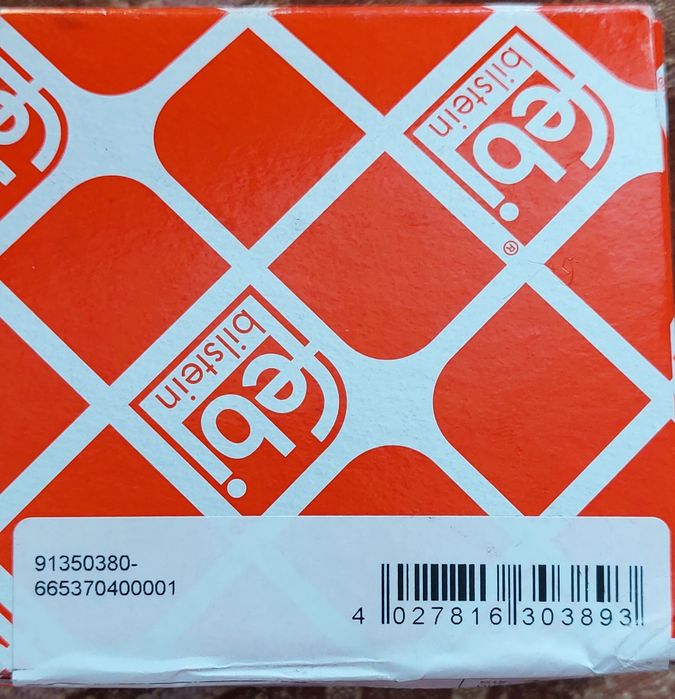 febi
bilstein
®
febi
bilstein
91350380-
665370400001
4 027816 303893